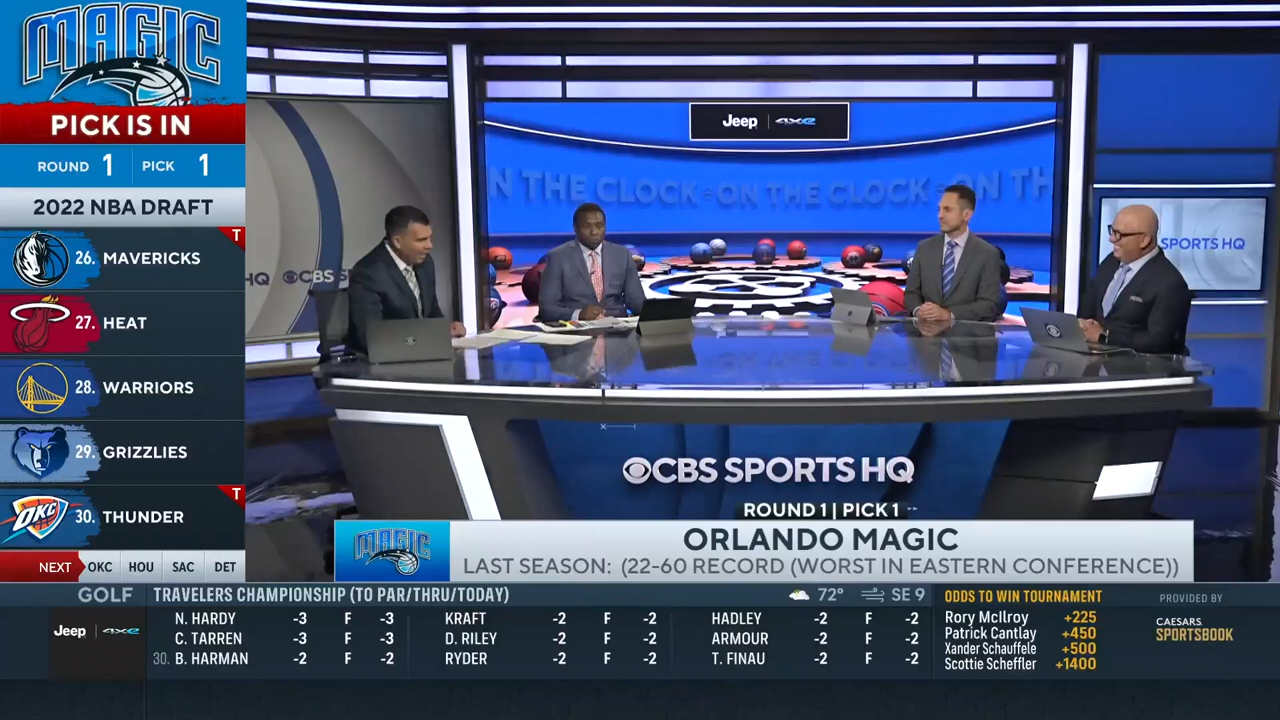 MAGIC
PICK IS IN
ROUND 1 PICK 1
2022 NBA DRAFT
T
26. MAVERICKS
27. HEAT
28. WARRIORS
29. GRIZZLIES
T
OKC
30. THUNDER
NEXT OKC HOU SAC DET
Jeep 4xe
N THE CLOCK ON THE CLOCK ON TH
HQ CBS S
SPORTS HQ
CBS SPORTS HQ
ROUND 1 | PICK 1
MAGIC
ORLANDO MAGIC
LAST SEASON: (22-60 RECORD (WORST IN EASTERN CONFERENCE))
GOLF TRAVELERS CHAMPIONSHIP (TO PAR/THRU/TODAY) 72° SE 9
Jeep 4xe
N. HARDY -3 F -3 KRAFT -2 F -2 HADLEY -2 F -2
C. TARREN -3 F -3 D. RILEY -2 F -2 ARMOUR -2 F -2
30. B. HARMAN -2 F -2 RYDER -2 F -2 T. FINAU -2 F -2
ODDS TO WIN TOURNAMENT
Rory McIlroy +225
Patrick Cantlay +450
Xander Schauffele +500
Scottie Scheffler +1400
PROVIDED BY
CAESARS
SPORTSBOOK